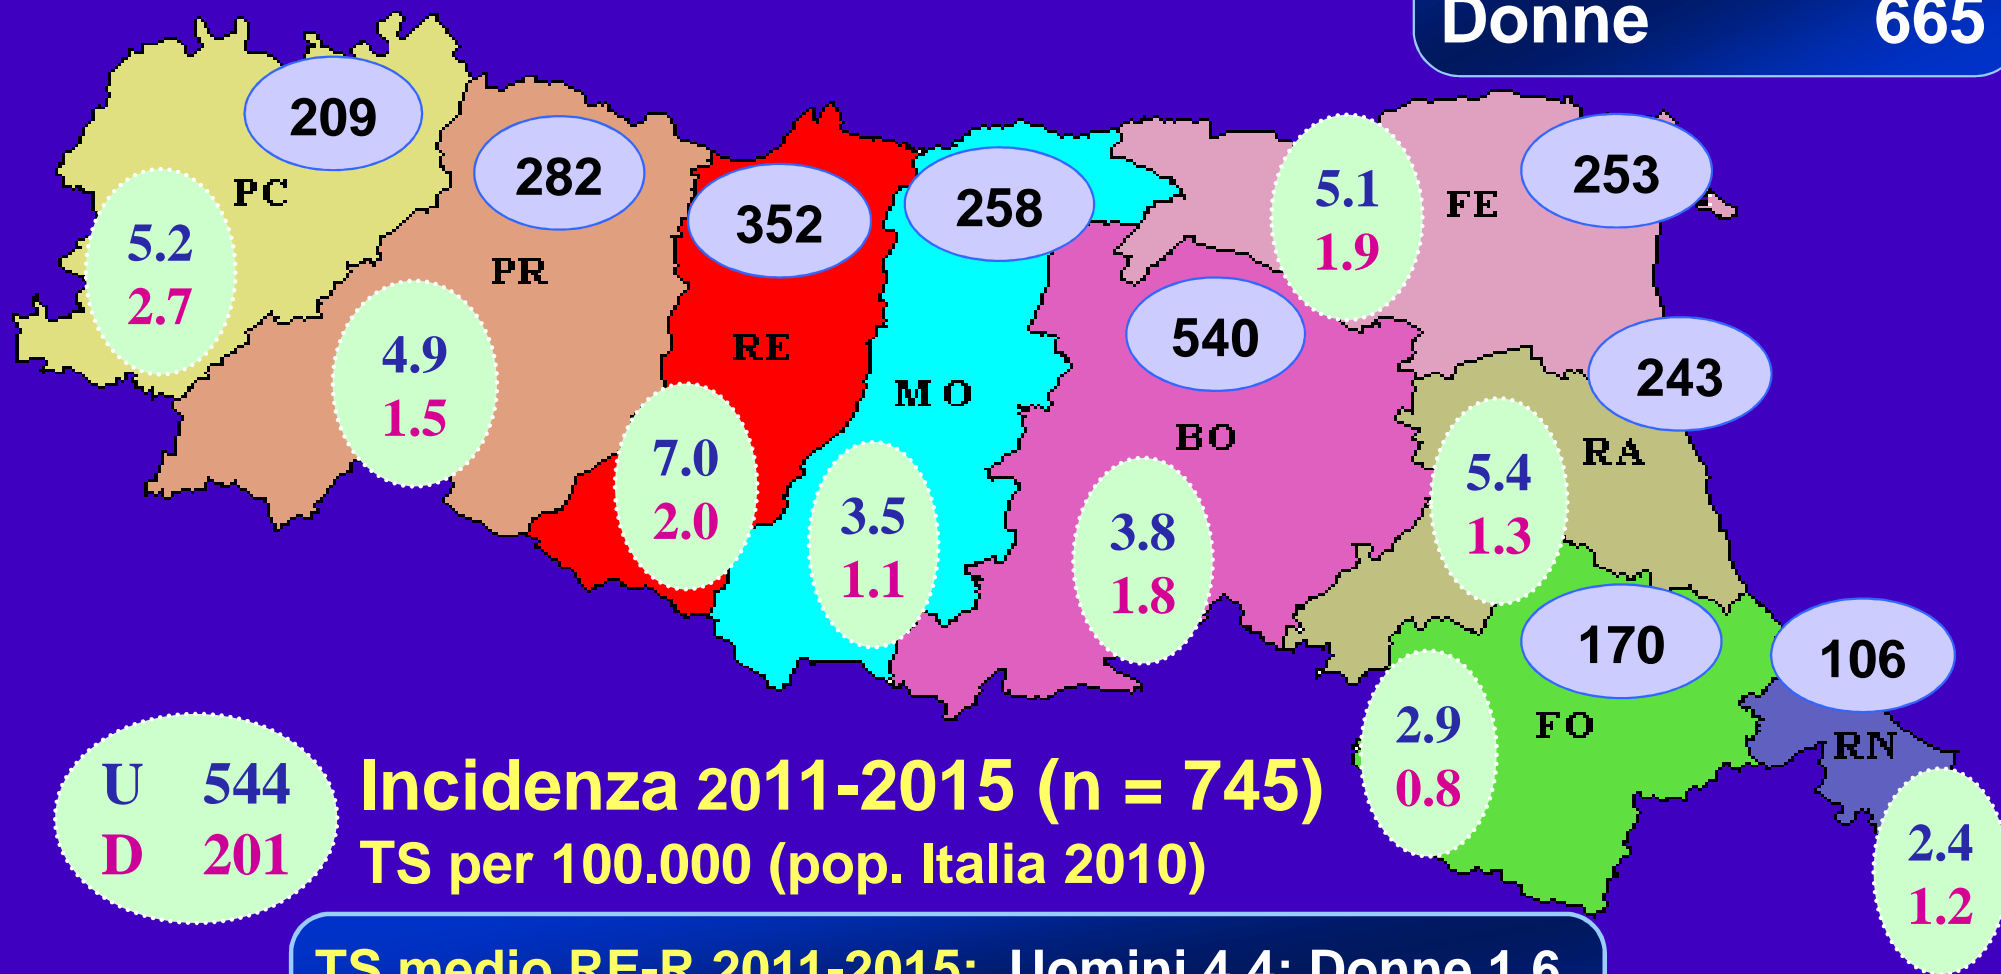 Donne 665
209
282
352
258
253
PC
5.2
2.7
PR
4.9
1.5
RE
7.0
2.0
MO
3.5
1.1
540
BO
3.8
1.8
5.1
1.9
FE
243
RA
5.4
1.3
170
FO
2.9
0.8
106
RN
2.4
1.2
U 544
D 201
Incidenza 2011-2015 (n = 745)
TS per 100.000 (pop. Italia 2010)
TS medio RE-R 2011-2015: Uomini 4.4; Donne 1.6